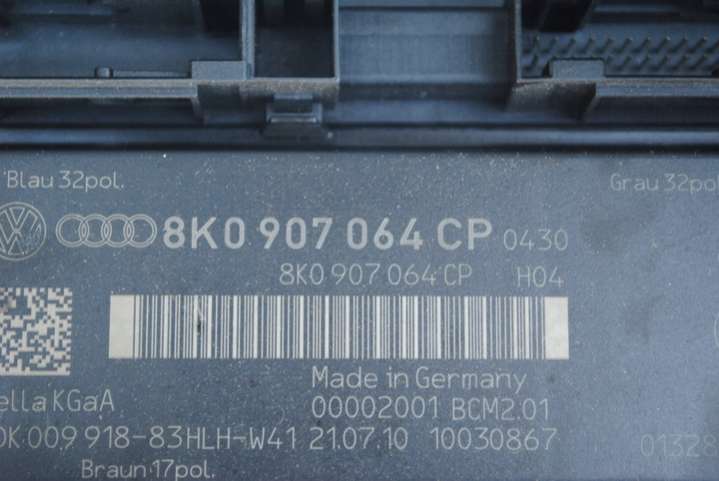 Blau 32pol.
Grau 32pol
8K0 907 064 CP 0430
8K0 907 064 CP H04
Made in Germany
ella KGaA
00002001 BCM2.01
K 009 918-83HLH-W41 21.07.10 10030867
01328
Braun 17pol.